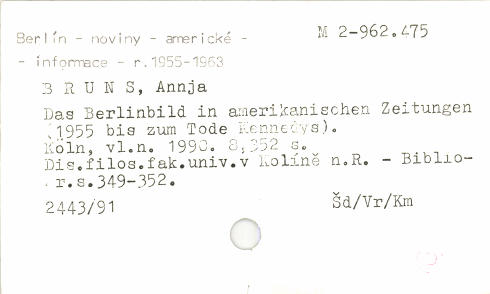 Berlín - noviny - americké -
M 2-962.475
- informace - r.1955-1963
B R U N S, Annja
Das Berlinbild in amerikanischen Zeitungen
(1955 bis zum Tode Kennedys).
Köln, vl.n. 1990. 8,352 s.
Dis.filos.fak.univ.v Kolíně n.R. - Biblio-
r.s.349-352.
2443/91
Šd/Vr/Km